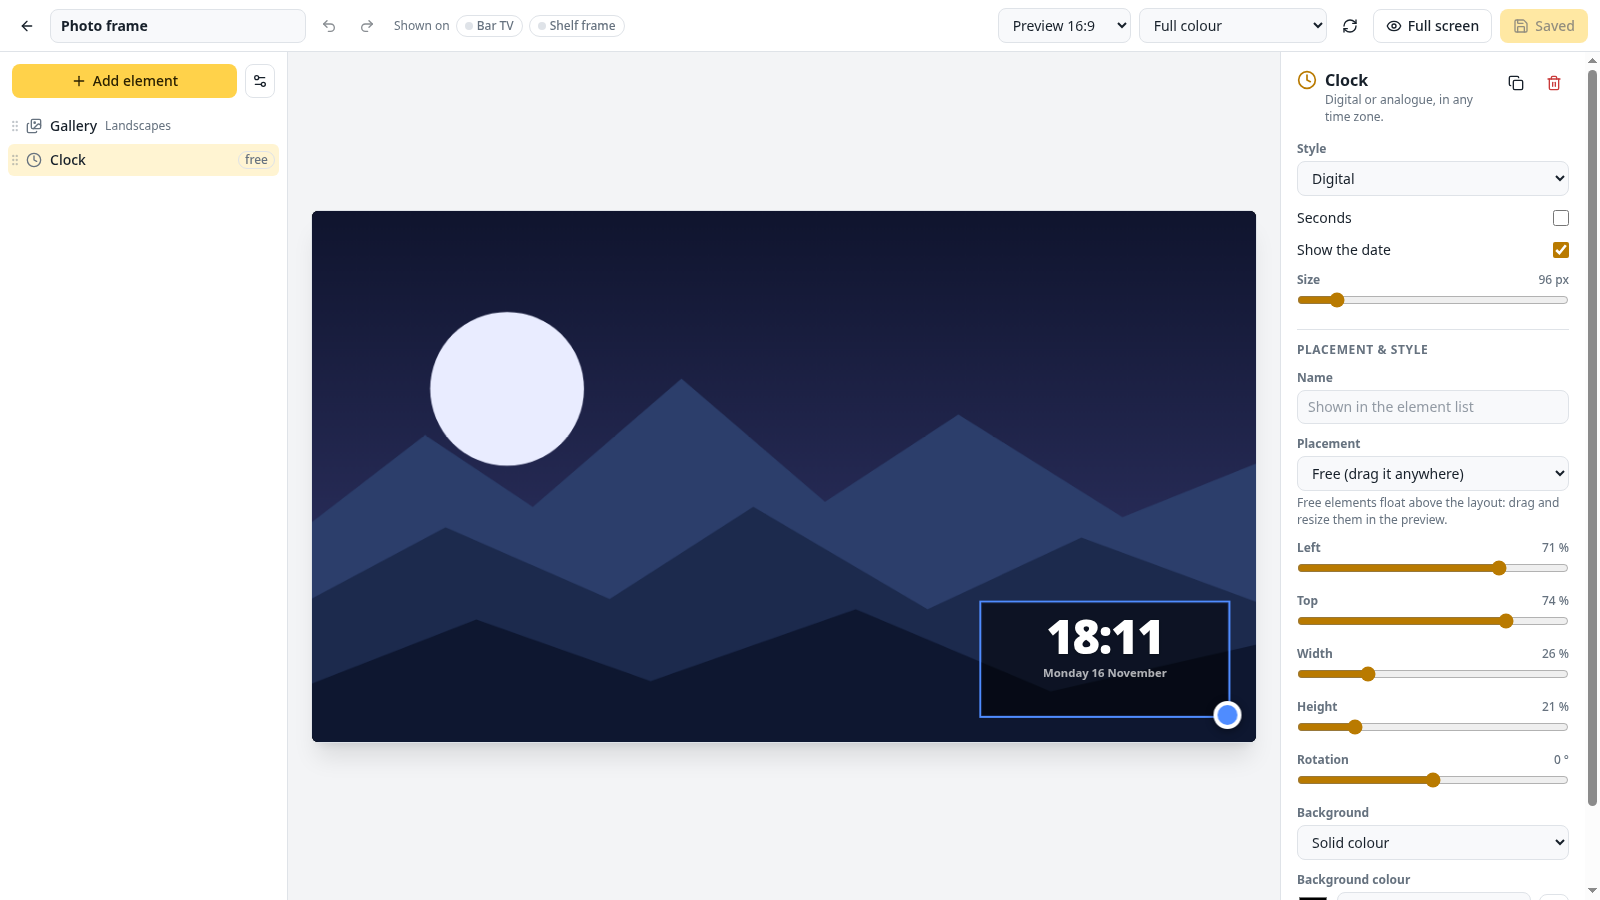 Photo frame
Shown on
Bar TV
Shelf frame
Preview 16:9
Full colour
Full screen
Saved
Add element
Gallery Landscapes
Clock free
18:11
Monday 16 November
Clock
Digital or analogue, in any
time zone.
Style
Digital
Seconds
Show the date
Size 96 px
PLACEMENT & STYLE
Name
Shown in the element list
Placement
Free (drag it anywhere)
Free elements float above the layout: drag and
resize them in the preview.
Left 71 %
Top 74 %
Width 26 %
Height 21 %
Rotation 0 °
Background
Solid colour
Background colour